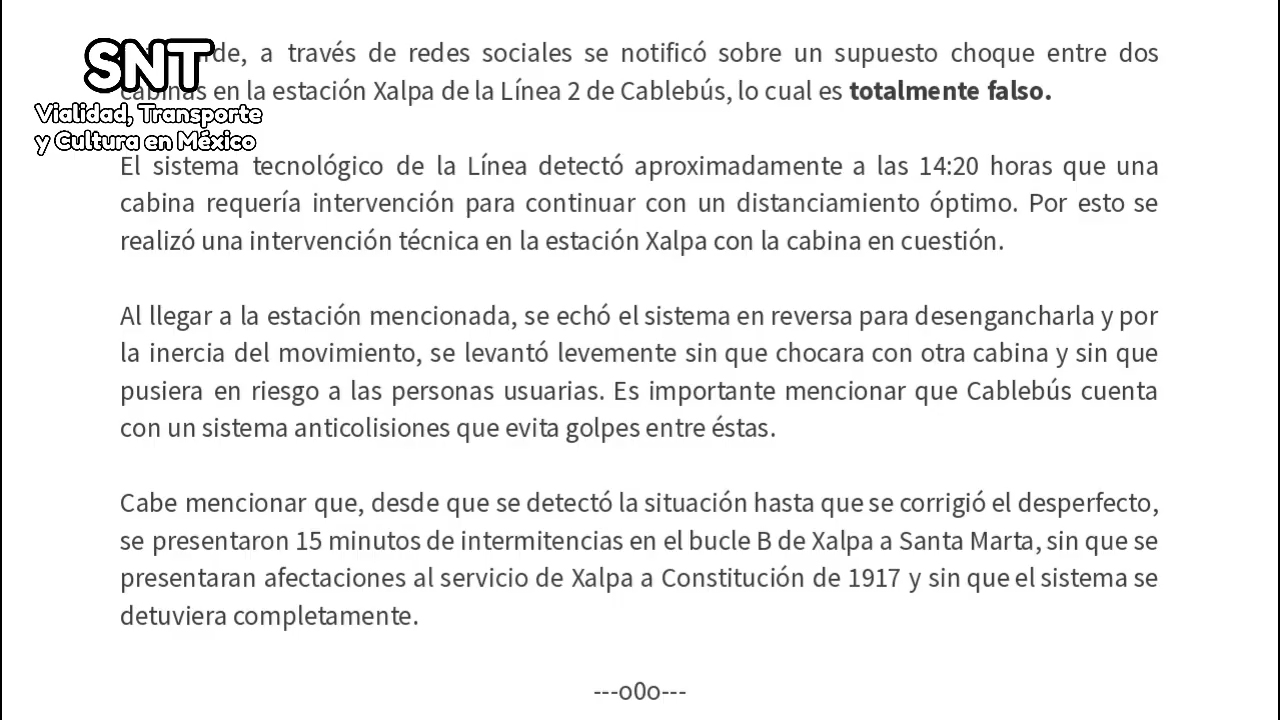 SNT
Vialidad, Transporte
y Cultura en México
de, a través de redes sociales se notificó sobre un supuesto choque entre dos
cabinas en la estación Xalpa de la Línea 2 de Cablebús, lo cual es totalmente falso.
El sistema tecnológico de la Línea detectó aproximadamente a las 14:20 horas que una
cabina requería intervención para continuar con un distanciamiento óptimo. Por esto se
realizó una intervención técnica en la estación Xalpa con la cabina en cuestión.
Al llegar a la estación mencionada, se echó el sistema en reversa para desengancharla y por
la inercia del movimiento, se levantó levemente sin que chocara con otra cabina y sin que
pusiera en riesgo a las personas usuarias. Es importante mencionar que Cablebús cuenta
con un sistema anticolisiones que evita golpes entre éstas.
Cabe mencionar que, desde que se detectó la situación hasta que se corrigió el desperfecto,
se presentaron 15 minutos de intermitencias en el bucle B de Xalpa a Santa Marta, sin que se
presentaran afectaciones al servicio de Xalpa a Constitución de 1917 y sin que el sistema se
detuviera completamente.
---o0o---